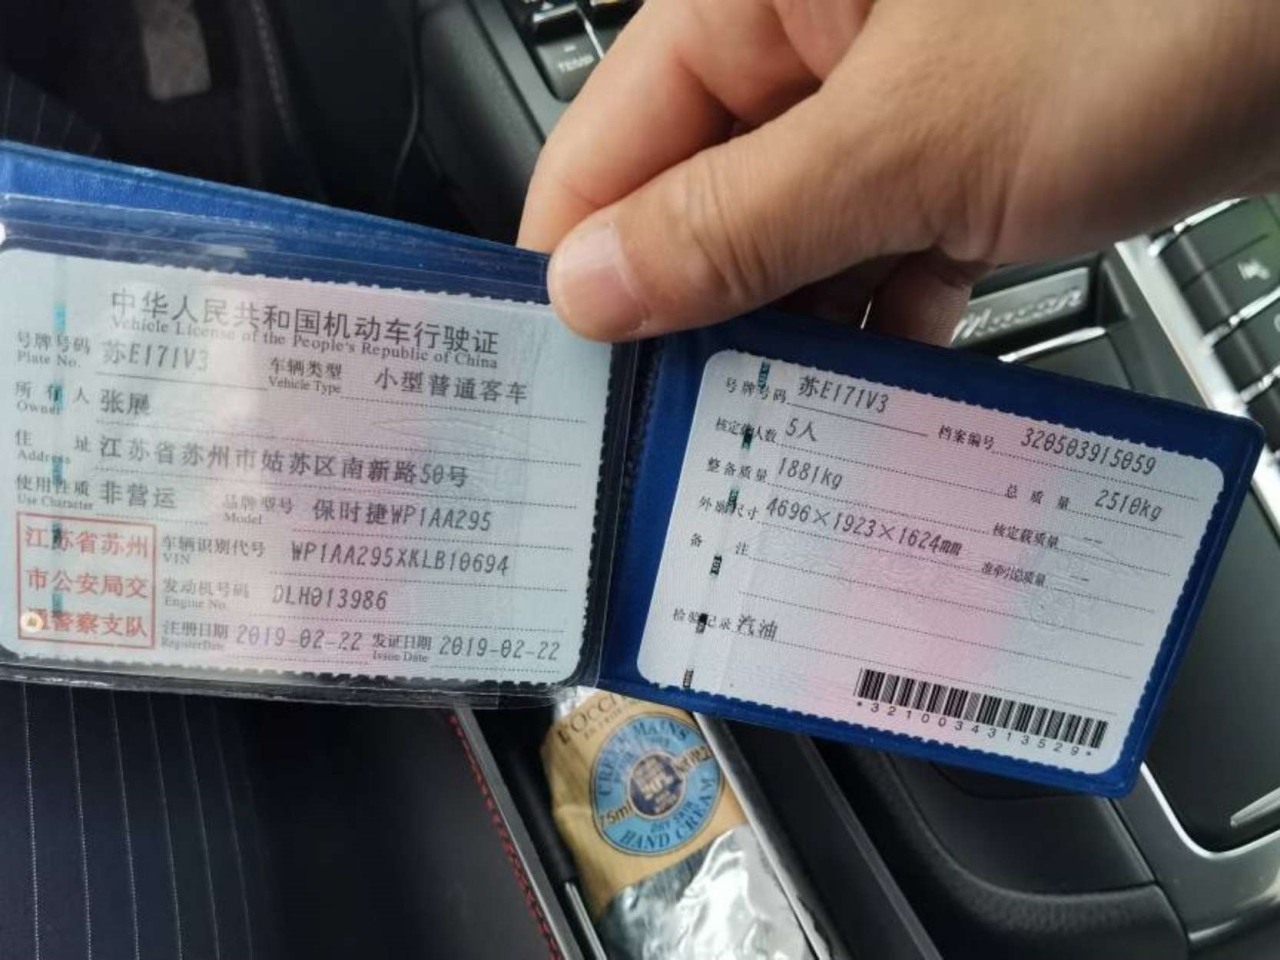 中华人民共和国机动车行驶证
Vehicle License of the People's Republic of China
号牌号码 苏E171V3 车辆类型 小型普通客车
Plate No. Vehicle Type
所有人 张展
Owner
住址 江苏省苏州市姑苏区南新路50号
Address
使用性质 非营运 品牌型号 保时捷WP1AA295
Use Character Model
江苏省苏州
市公安局交
通警察支队
车辆识别代号 WP1AA295XKLB10694
VIN
发动机号码 DLH013986
Engine No.
注册日期 2019-02-22 发证日期 2019-02-22
Register Date Issue Date
号牌号码 苏E171V3 档案编号 320503915059
核定载人数 5人 总质量 2510kg
整备质量 1881kg 核定载质量 --
外廓尺寸 4696×1923×1624mm 准牵引总质量 --
备注
检验记录 汽油
*3210034313529*
TEMP
L'OCCI
CRÈME MAINS
75ml
DRY SKIN
HAND CREAM